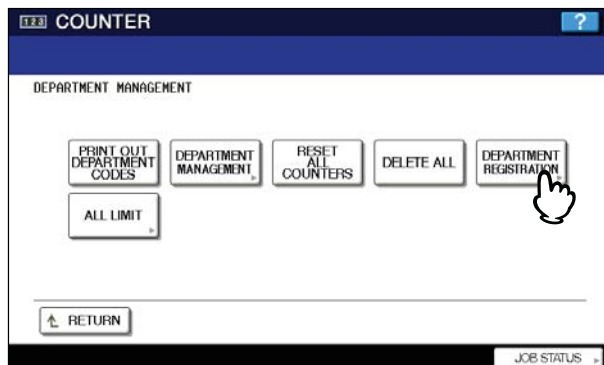 123 COUNTER
?
DEPARTMENT MANAGEMENT
PRINT OUT
DEPARTMENT
CODES
DEPARTMENT
MANAGEMENT
RESET
ALL
COUNTERS
DELETE ALL
DEPARTMENT
REGISTRATION
ALL LIMIT
RETURN
JOB STATUS